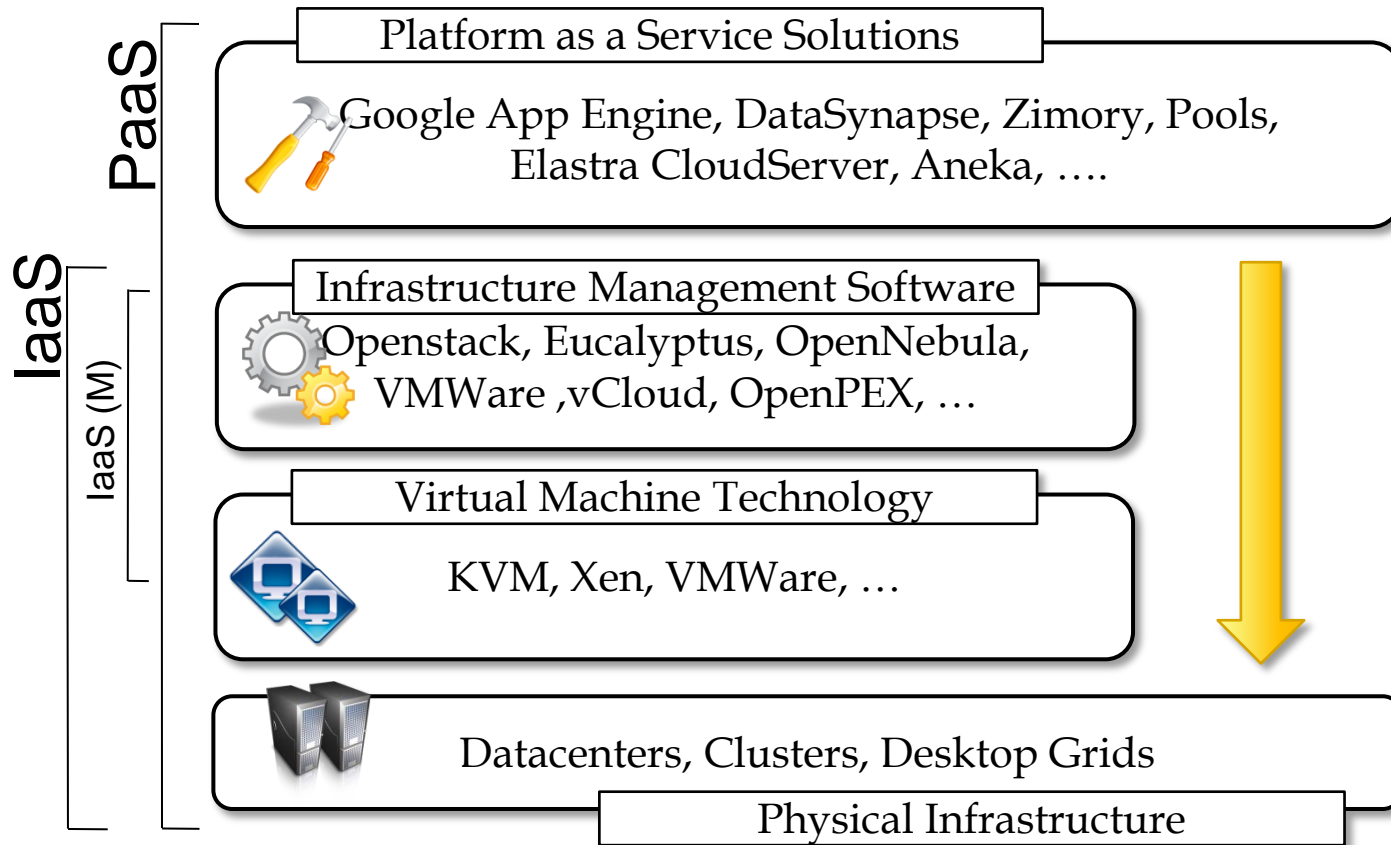 PaaS
Platform as a Service Solutions
Google App Engine, DataSynapse, Zimory, Pools,
Elastra CloudServer, Aneka, ….
IaaS
IaaS (M)
Infrastructure Management Software
Openstack, Eucalyptus, OpenNebula,
VMWare ,vCloud, OpenPEX, …
Virtual Machine Technology
KVM, Xen, VMWare, …
Datacenters, Clusters, Desktop Grids
Physical Infrastructure